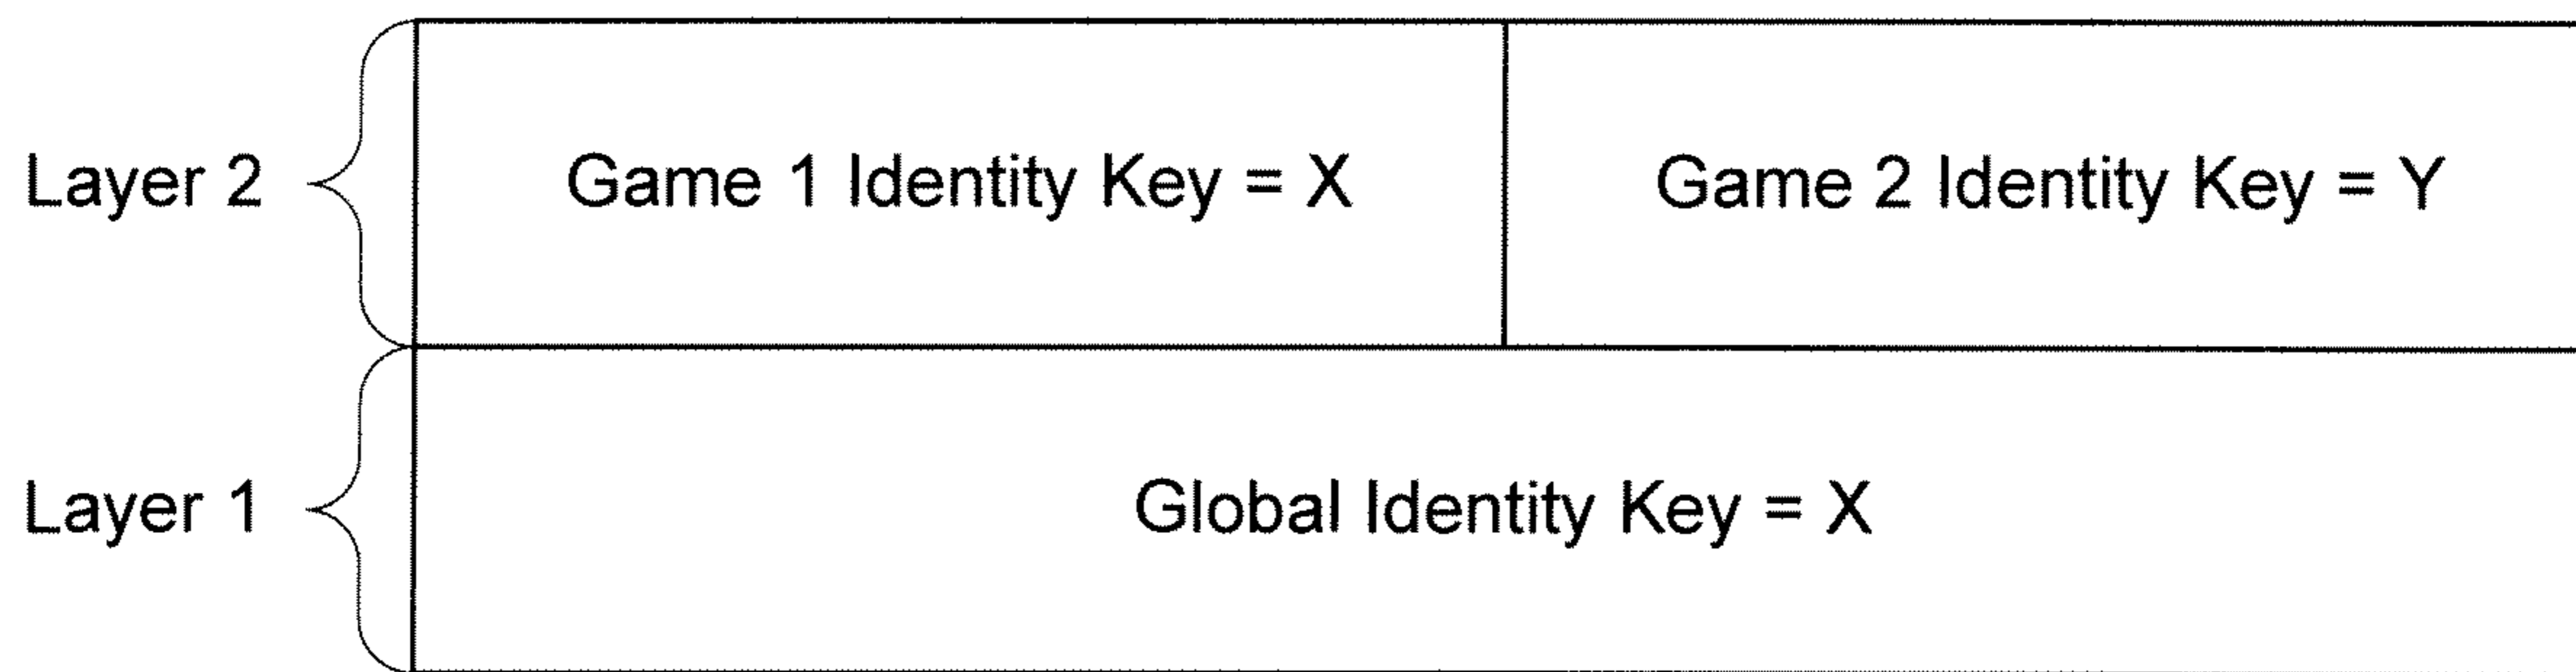 Layer 2
Game 1 Identity Key = X
Game 2 Identity Key = Y
Layer 1
Global Identity Key = X